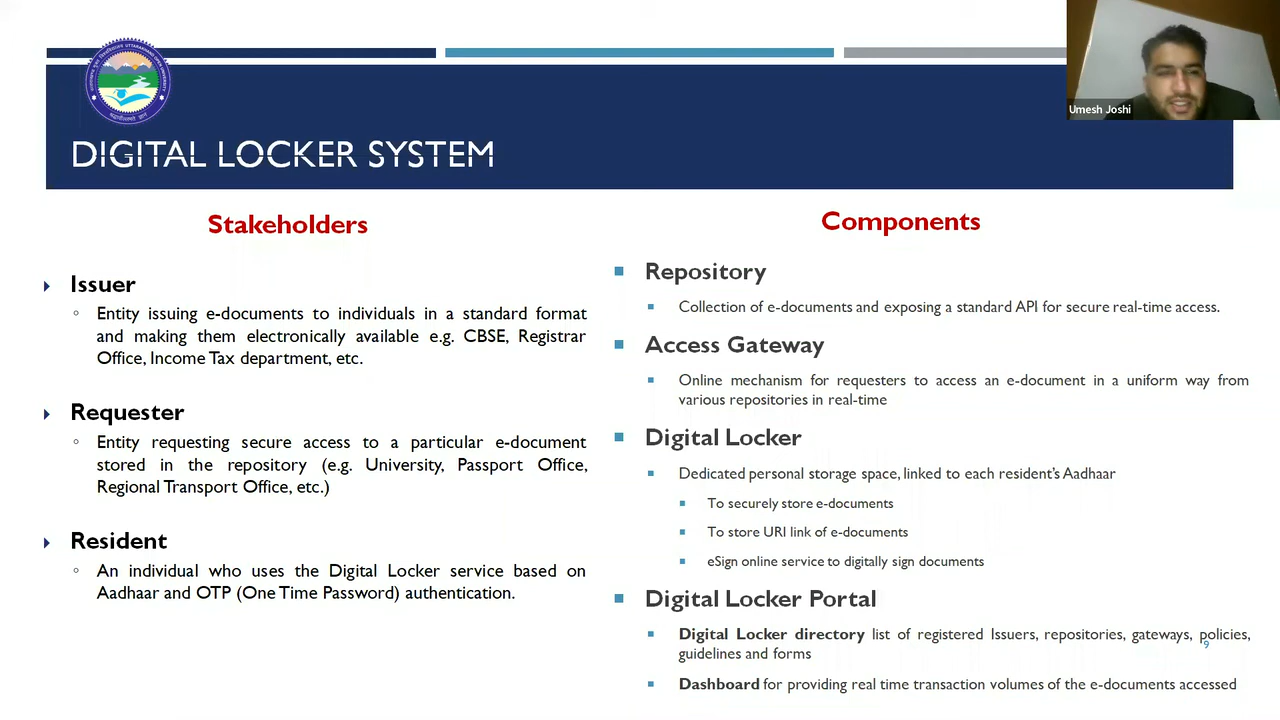 Umesh Joshi
DIGITAL LOCKER SYSTEM
Stakeholders
Issuer
Entity issuing e-documents to individuals in a standard format
and making them electronically available e.g. CBSE, Registrar
Office, Income Tax department, etc.
Requester
Entity requesting secure access to a particular e-document
stored in the repository (e.g. University, Passport Office,
Regional Transport Office, etc.)
Resident
An individual who uses the Digital Locker service based on
Aadhaar and OTP (One Time Password) authentication.
Components
Repository
Collection of e-documents and exposing a standard API for secure real-time access.
Access Gateway
Online mechanism for requesters to access an e-document in a uniform way from
various repositories in real-time
Digital Locker
Dedicated personal storage space, linked to each resident's Aadhaar
To securely store e-documents
To store URI link of e-documents
eSign online service to digitally sign documents
Digital Locker Portal
Digital Locker directory list of registered Issuers, repositories, gateways, policies,
guidelines and forms
Dashboard for providing real time transaction volumes of the e-documents accessed
9